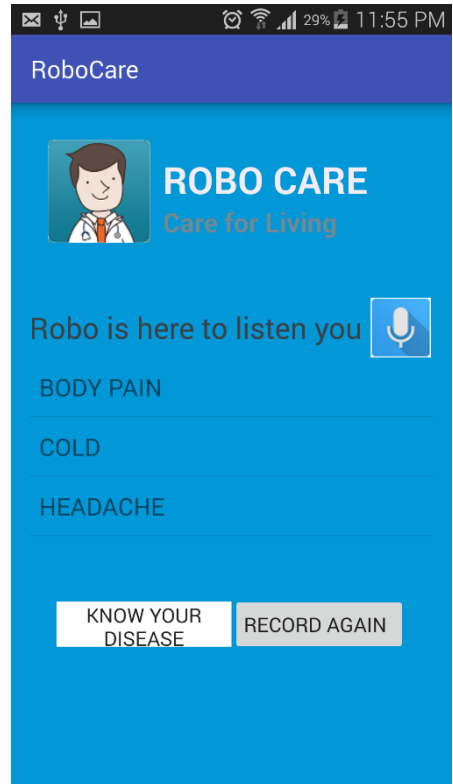 29% 11:55 PM
RoboCare
ROBO CARE
Care for Living
Robo is here to listen you
BODY PAIN
COLD
HEADACHE
KNOW YOUR
DISEASE
RECORD AGAIN